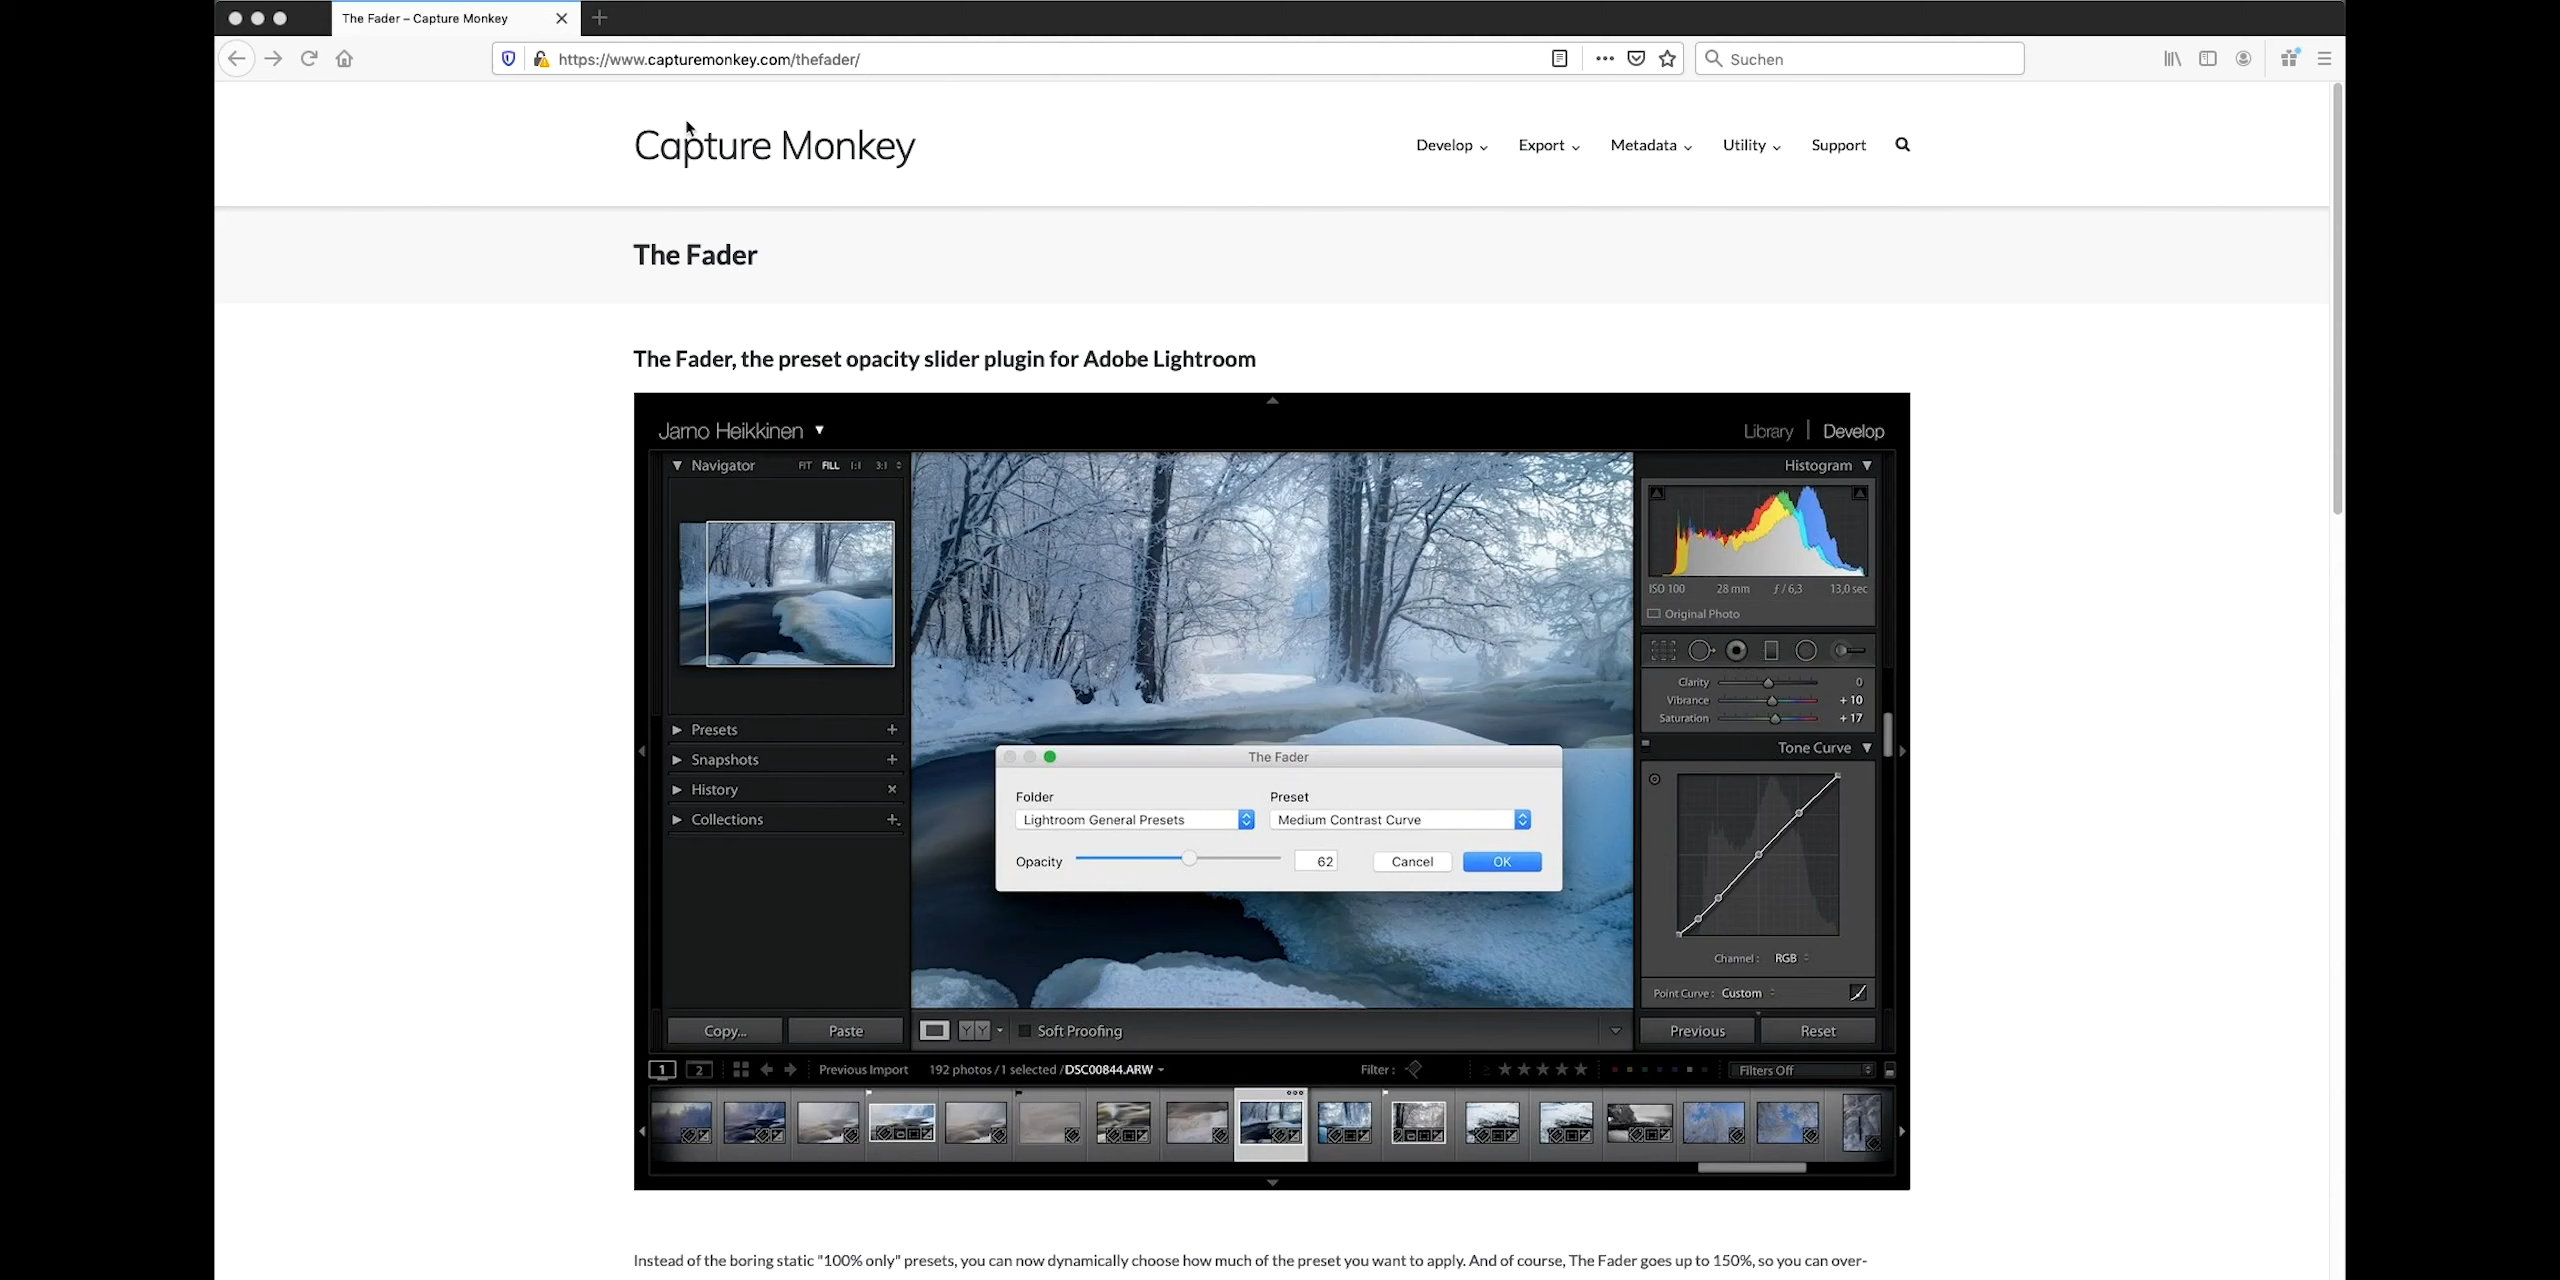 The Fader – Capture Monkey
https://www.capturemonkey.com/thefader/
Suchen
Capture Monkey
Develop
Export
Metadata
Utility
Support
The Fader
The Fader, the preset opacity slider plugin for Adobe Lightroom
Jarno Heikkinen
Library | Develop
Navigator
FIT FILL 1:1 3:1
Histogram
ISO 100 28 mm ƒ / 6,3 13,0 sec
Original Photo
Clarity 0
Vibrance + 10
Saturation + 17
Presets
Snapshots
History
Collections
Tone Curve
The Fader
Folder
Preset
Lightroom General Presets
Medium Contrast Curve
Opacity
62
Cancel
OK
Channel : RGB
Point Curve : Custom
Copy...
Paste
YY
Soft Proofing
Previous
Reset
1
2
Previous Import
192 photos / 1 selected / DSC00844.ARW
Filter :
Filters Off
Instead of the boring static "100% only" presets, you can now dynamically choose how much of the preset you want to apply. And of course, The Fader goes up to 150%, so you can over-